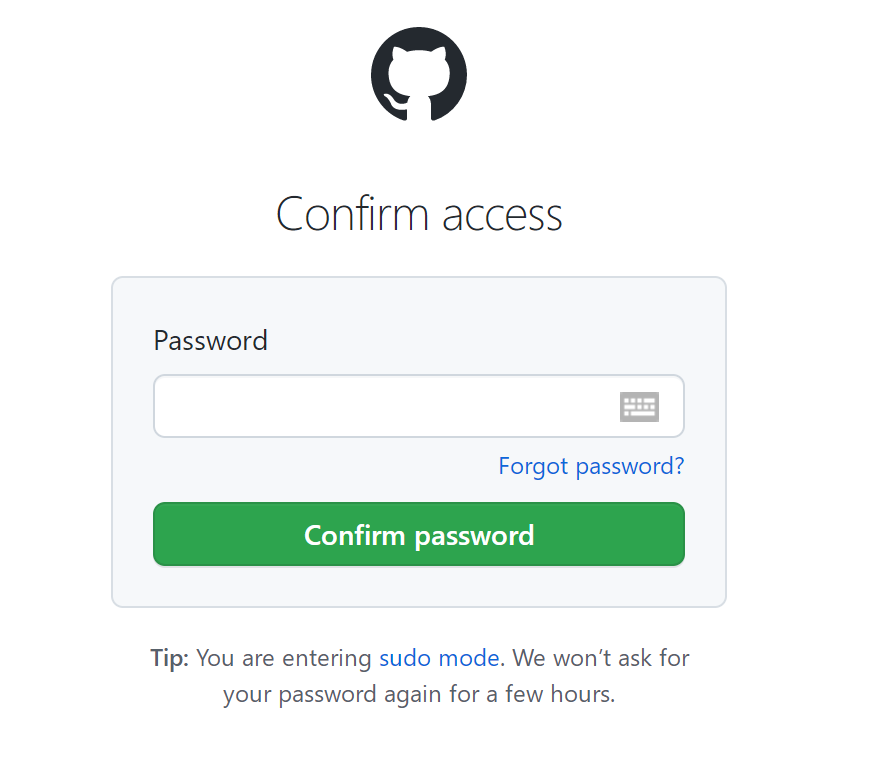 Confirm access
Password
Forgot password?
Confirm password
Tip: You are entering sudo mode. We won’t ask for
your password again for a few hours.